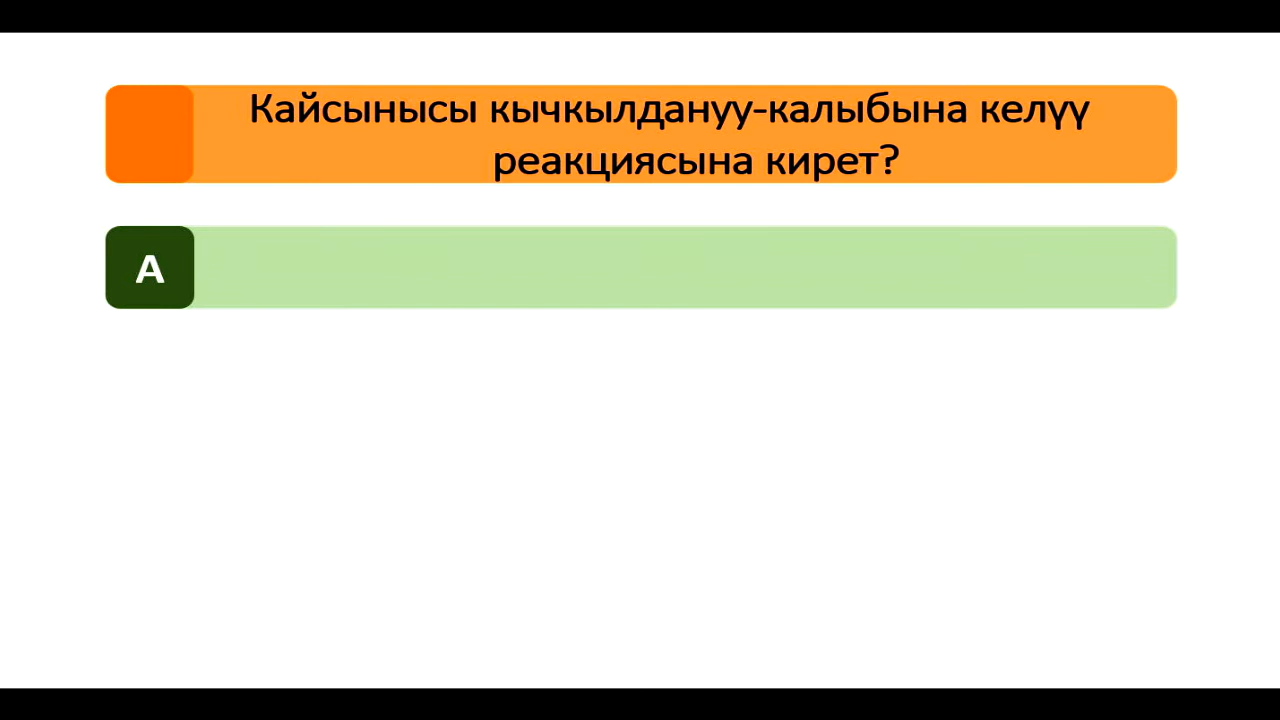 Кайсынысы кычкылдануу-калыбына келүү
реакциясына кирет?
A